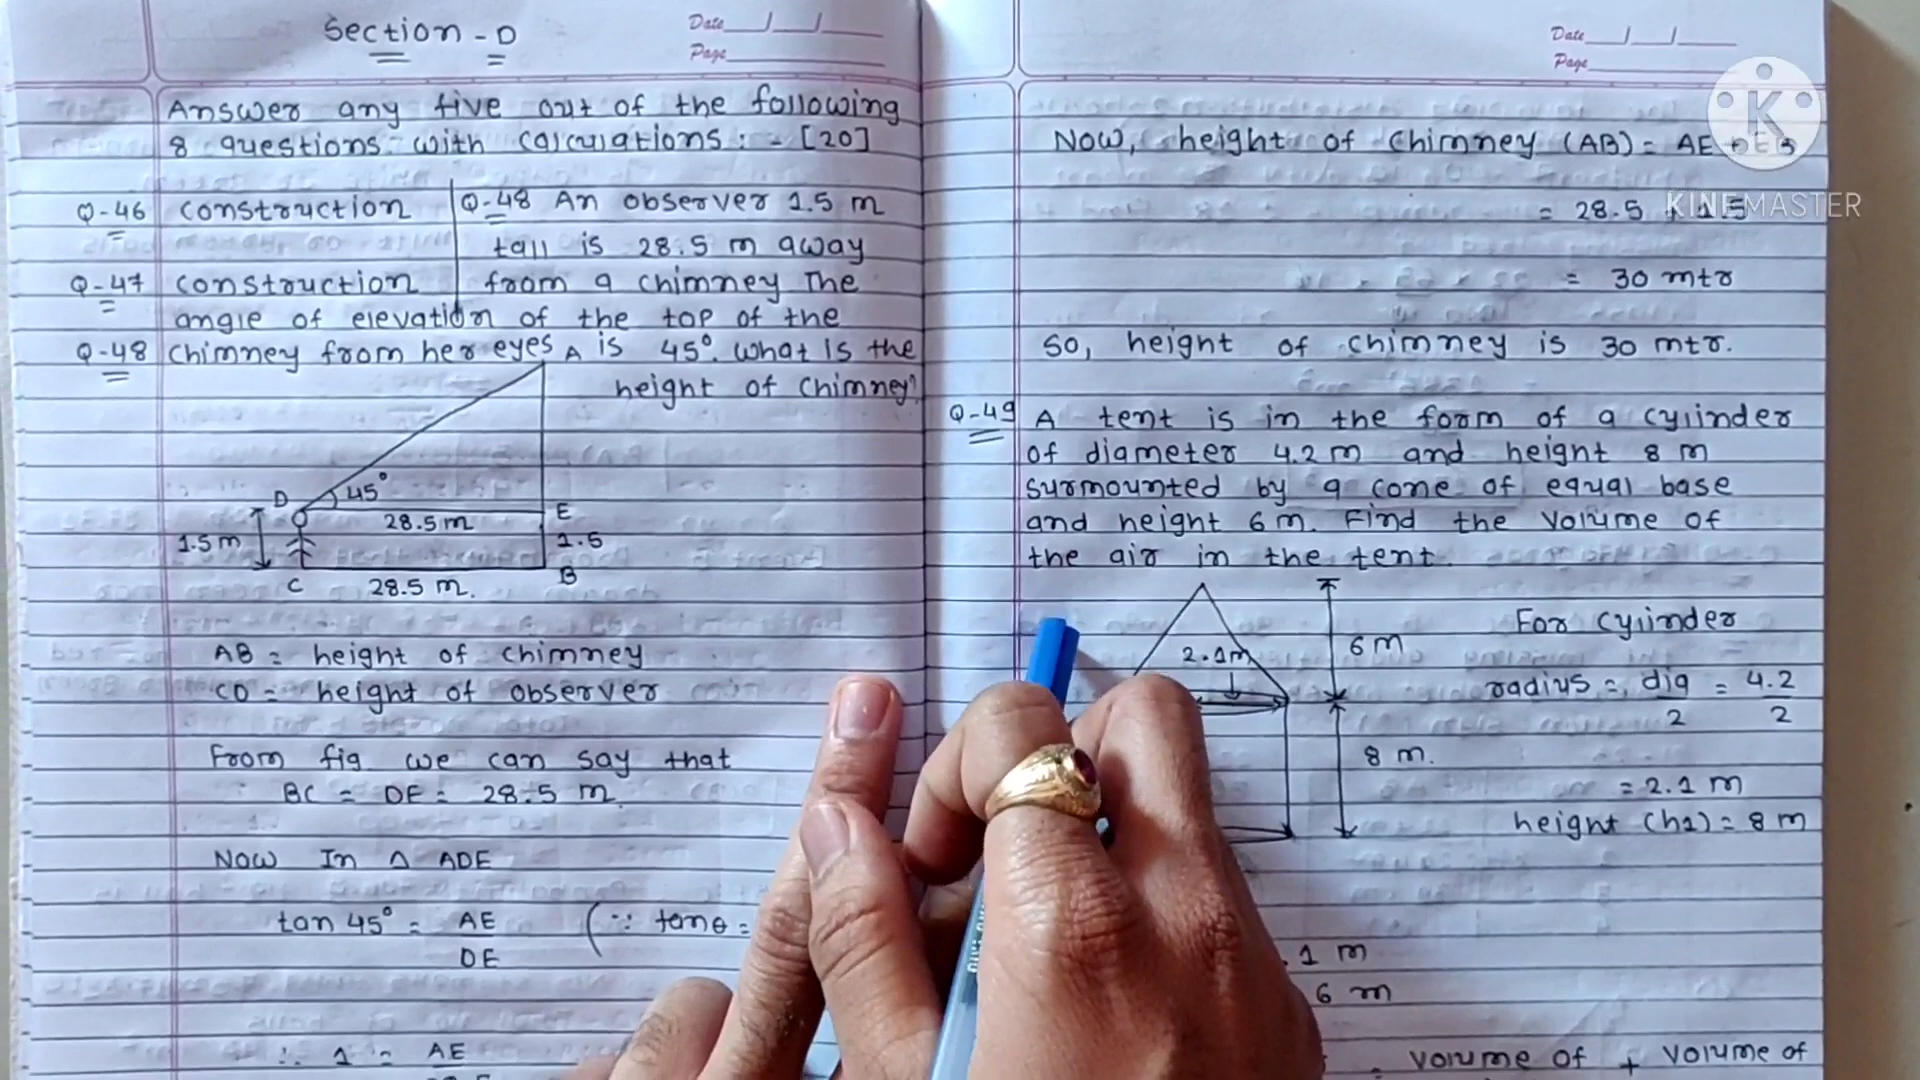 Section - D
Date
Page
Answer any five out of the following
8 questions with calculations: - [20]
Q-46 construction
Q-47 construction
Q-48 An observer 1.5 m
tall is 28.5 m away
from a chimney The
angle of elevation of the top of the
Q-48 chimney from her eyes is 45°. what is the
height of chimney?
A
D
45°
28.5 m
E
1.5 m
1.5
C
28.5 m.
B
AB = height of chimney
CD = height of observer
From fig we can say that
BC = DE = 28.5 m.
Now In Δ ADE
tan 45° = AE
DE
( ∵ tanθ =
∴ 1 = AE
Date
Page
K
KINEMASTER
Now, height of chimney (AB) = AE + EB
= 28.5 + 1.5
= 30 mtr
So, height of chimney is 30 mtr.
Q-49 A tent is in the form of a cylinder
of diameter 4.2 m and height 8 m
surmounted by a cone of equal base
and height 6 m. Find the volume of
the air in the tent.
2.1m
6 m
8 m.
For cylinder
radius = dia = 4.2
2 2
= 2.1 m
height (h1) = 8 m
.1 m
6 m
= volume of + volume of